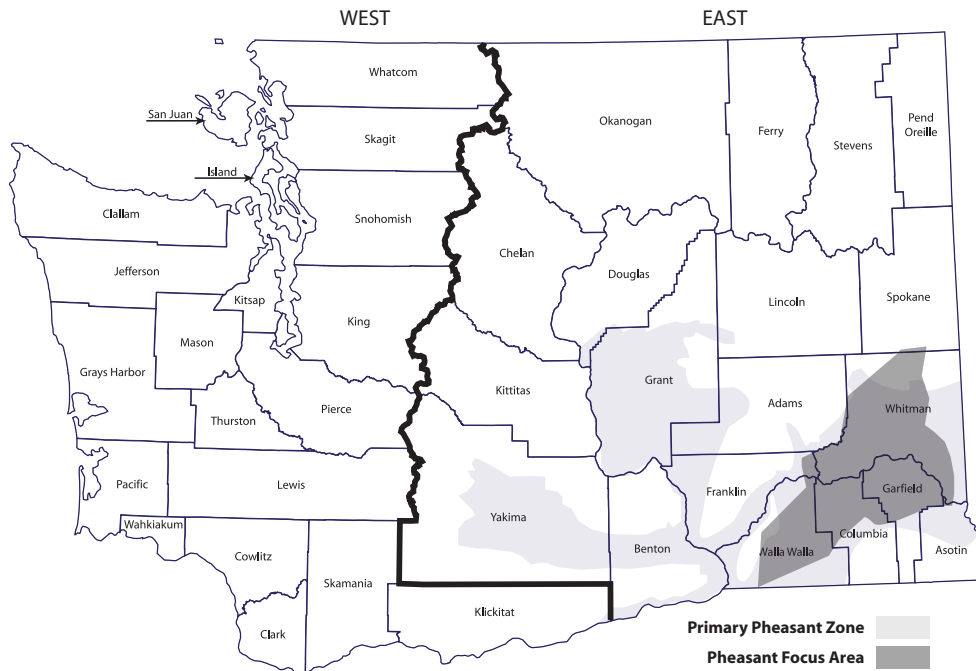 WEST
EAST
Whatcom
San Juan
Skagit
Okanogan
Ferry
Stevens
Pend
Oreille
Island
Clallam
Snohomish
Chelan
Douglas
Jefferson
Kitsap
Lincoln
Spokane
King
Mason
Grays Harbor
Kittitas
Grant
Adams
Whitman
Pierce
Thurston
Pacific
Lewis
Yakima
Franklin
Garfield
Wahkiakum
Cowlitz
Skamania
Benton
Walla Walla
Columbia
Asotin
Klickitat
Clark
Primary Pheasant Zone
Pheasant Focus Area